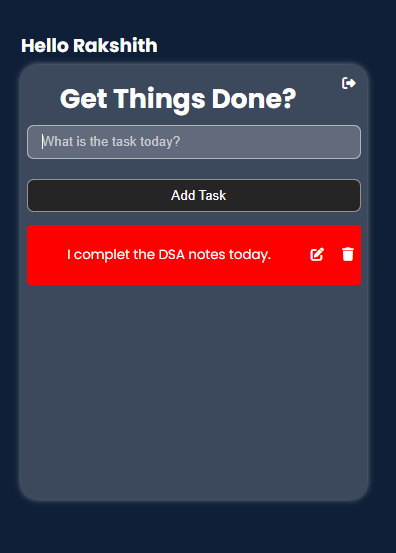 Hello Rakshith
Get Things Done?
What is the task today?
Add Task
I complet the DSA notes today.